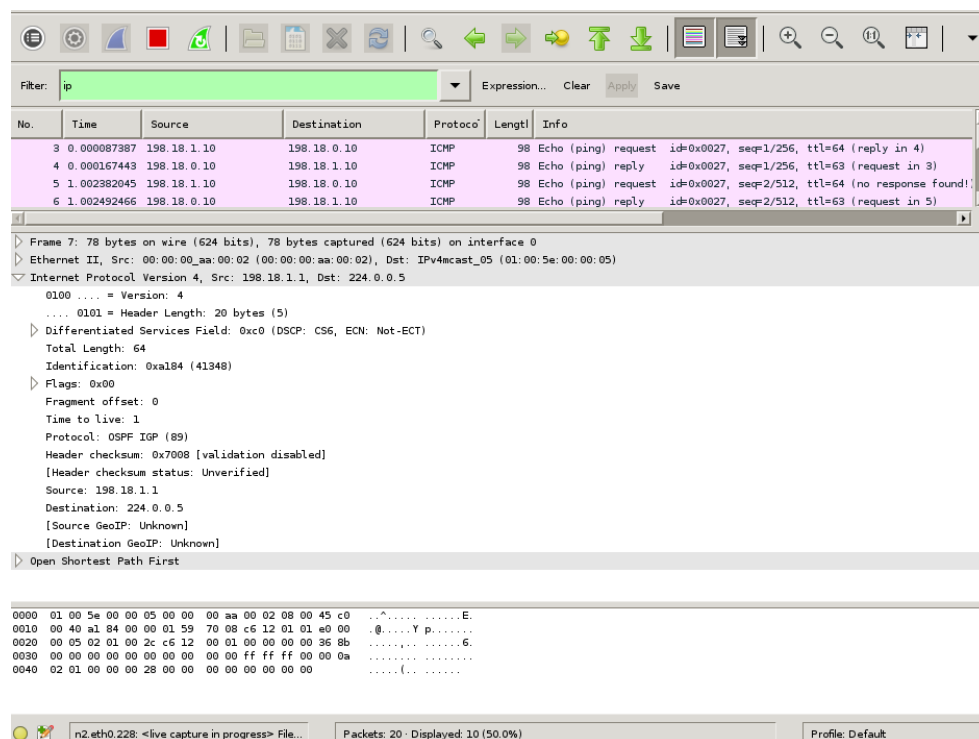 Filter: ip Expression... Clear Apply Save
No. Time Source Destination Protoco Lengtl Info
3 0.000087387 198.18.1.10 198.18.0.10 ICMP 98 Echo (ping) request id=0x0027, seq=1/256, ttl=64 (reply in 4)
4 0.000167443 198.18.0.10 198.18.1.10 ICMP 98 Echo (ping) reply id=0x0027, seq=1/256, ttl=63 (request in 3)
5 1.002382045 198.18.1.10 198.18.0.10 ICMP 98 Echo (ping) request id=0x0027, seq=2/512, ttl=64 (no response found!)
6 1.002492466 198.18.0.10 198.18.1.10 ICMP 98 Echo (ping) reply id=0x0027, seq=2/512, ttl=63 (request in 5)
Frame 7: 78 bytes on wire (624 bits), 78 bytes captured (624 bits) on interface 0
Ethernet II, Src: 00:00:00_aa:00:02 (00:00:00:aa:00:02), Dst: IPv4mcast_05 (01:00:5e:00:00:05)
Internet Protocol Version 4, Src: 198.18.1.1, Dst: 224.0.0.5
0100 .... = Version: 4
.... 0101 = Header Length: 20 bytes (5)
Differentiated Services Field: 0xc0 (DSCP: CS6, ECN: Not-ECT)
Total Length: 64
Identification: 0xa184 (41348)
Flags: 0x00
Fragment offset: 0
Time to live: 1
Protocol: OSPF IGP (89)
Header checksum: 0x7008 [validation disabled]
[Header checksum status: Unverified]
Source: 198.18.1.1
Destination: 224.0.0.5
[Source GeoIP: Unknown]
[Destination GeoIP: Unknown]
Open Shortest Path First
0000 01 00 5e 00 00 05 00 00 00 aa 00 02 08 00 45 c0 ..^..... ......E.
0010 00 40 a1 84 00 00 01 59 70 08 c6 12 01 01 e0 00 .@.....Y p.......
0020 00 05 02 01 00 2c c6 12 00 01 00 00 00 00 36 8b .....,.. ......6.
0030 00 00 00 00 00 00 00 00 00 00 ff ff ff 00 00 0a ........ ........
0040 02 01 00 00 00 28 00 00 00 00 00 00 00 00 .....(.. ......
n2.eth0.228: <live capture in progress> File... Packets: 20 · Displayed: 10 (50.0%) Profile: Default